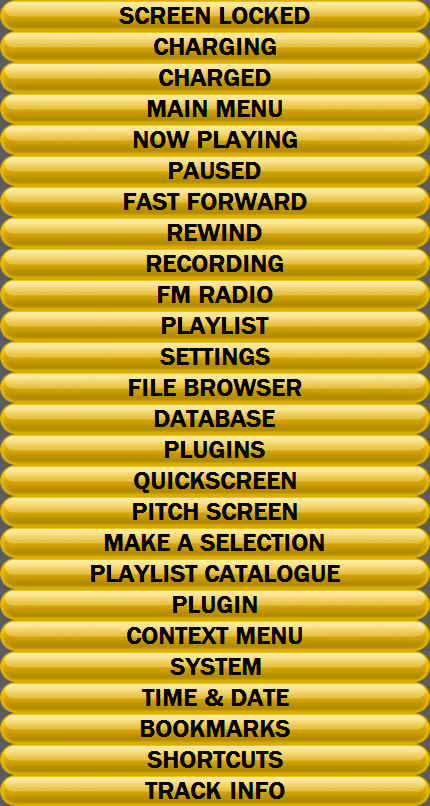 SCREEN LOCKED
CHARGING
CHARGED
MAIN MENU
NOW PLAYING
PAUSED
FAST FORWARD
REWIND
RECORDING
FM RADIO
PLAYLIST
SETTINGS
FILE BROWSER
DATABASE
PLUGINS
QUICKSCREEN
PITCH SCREEN
MAKE A SELECTION
PLAYLIST CATALOGUE
PLUGIN
CONTEXT MENU
SYSTEM
TIME & DATE
BOOKMARKS
SHORTCUTS
TRACK INFO